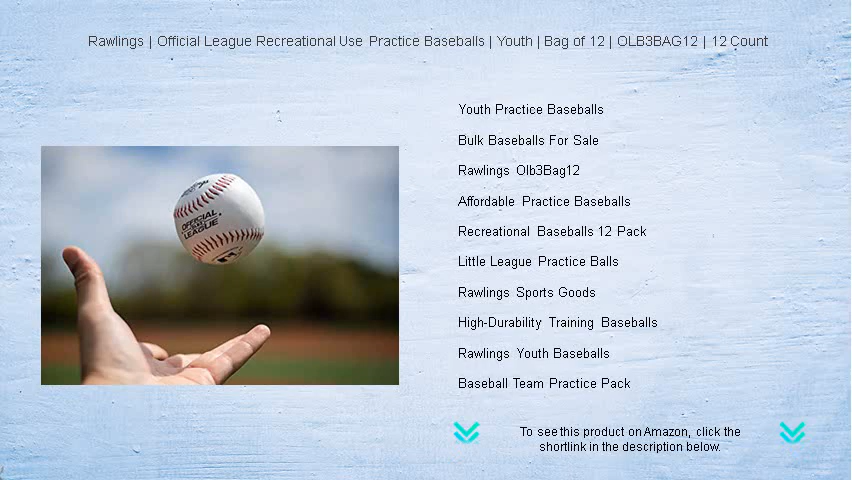 Rawlings | Official League Recreational Use Practice Baseballs | Youth | Bag of 12 | OLB3BAG12 | 12 Count
Youth Practice Baseballs
Bulk Baseballs For Sale
Rawlings Olb3Bag12
Affordable Practice Baseballs
Recreational Baseballs 12 Pack
Little League Practice Balls
Rawlings Sports Goods
High-Durability Training Baseballs
Rawlings Youth Baseballs
Baseball Team Practice Pack
OFFICIAL
LEAGUE
To see this product on Amazon, click the
shortlink in the description below.